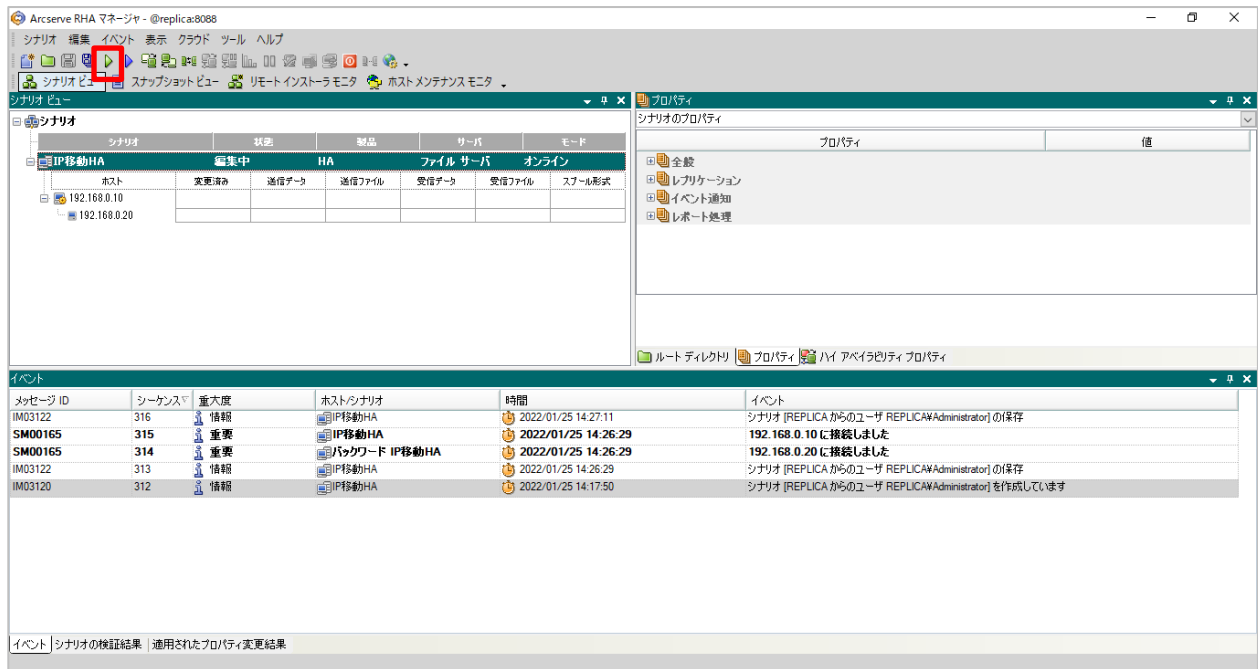 Arcserve RHA マネージャ - @replica:8088
シナリオ 編集 イベント 表示 クラウド ツール ヘルプ
シナリオ ビュー スナップショット ビュー リモート インストーラ モニタ ホスト メンテナンス モニタ
シナリオ ビュー
シナリオ
シナリオ 状態 製品 サーバ モード
IP移動HA 編集中 HA ファイル サーバ オンライン
ホスト 変更済み 送信データ 送信ファイル 受信データ 受信ファイル スプール形式
192.168.0.10
192.168.0.20
プロパティ
シナリオのプロパティ
プロパティ 値
全般
レプリケーション
イベント通知
レポート処理
ルート ディレクトリ プロパティ ハイ アベイラビリティ プロパティ
イベント
メッセージ ID シーケンス 重大度 ホスト/シナリオ 時間 イベント
IM03122 316 情報 IP移動HA 2022/01/25 14:27:11 シナリオ [REPLICA からのユーザ REPLICA¥Administrator] の保存
SM00165 315 重要 IP移動HA 2022/01/25 14:26:29 192.168.0.10 に接続しました
SM00165 314 重要 バックワード IP移動HA 2022/01/25 14:26:29 192.168.0.20 に接続しました
IM03122 313 情報 IP移動HA 2022/01/25 14:26:29 シナリオ [REPLICA からのユーザ REPLICA¥Administrator] の保存
IM03120 312 情報 IP移動HA 2022/01/25 14:17:50 シナリオ [REPLICA からのユーザ REPLICA¥Administrator] を作成しています
イベント シナリオの検証結果 適用されたプロパティ変更結果